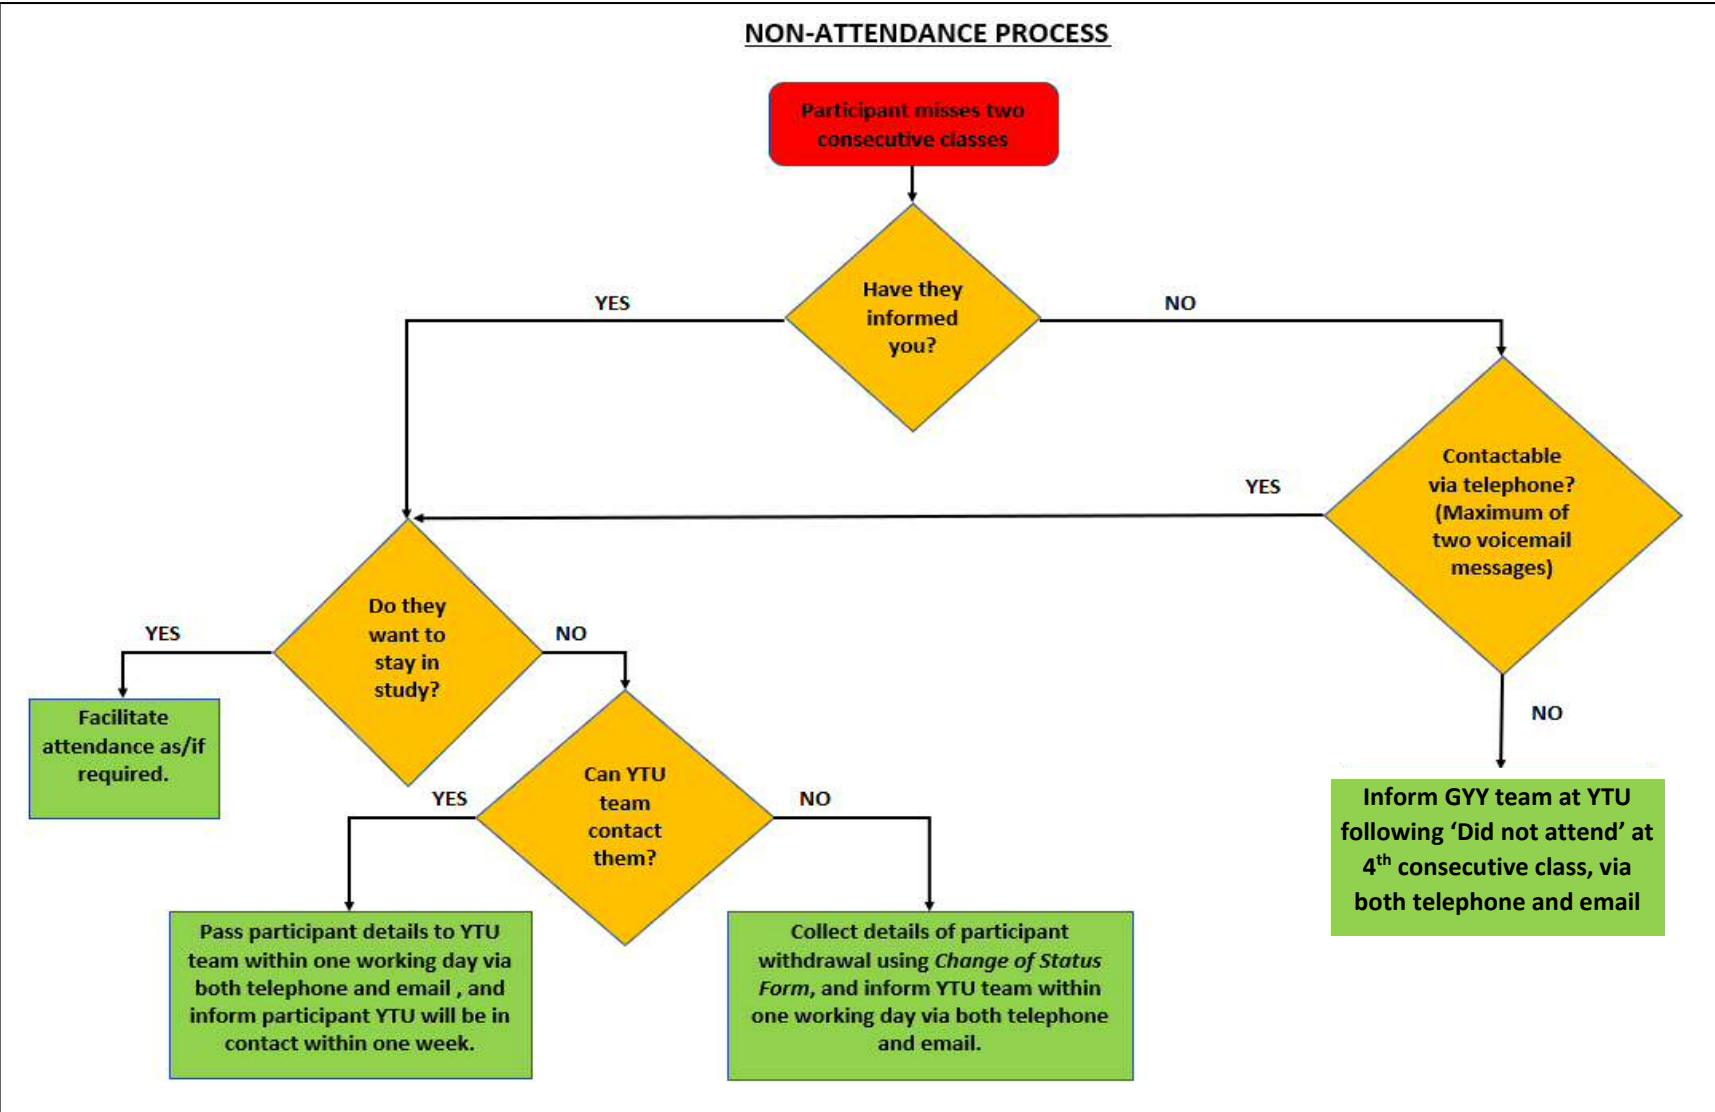 NON-ATTENDANCE PROCESS
Participant misses two
consecutive classes
Have they
informed
you?
YES
NO
Contactable
via telephone?
(Maximum of
two voicemail
messages)
YES
Do they
want to
stay in
study?
YES
NO
NO
Facilitate
attendance as/if
required.
Can YTU
team
contact
them?
YES
NO
Inform GYY team at YTU
following ‘Did not attend’ at
4th consecutive class, via
both telephone and email
Pass participant details to YTU
team within one working day via
both telephone and email , and
inform participant YTU will be in
contact within one week.
Collect details of participant
withdrawal using Change of Status
Form, and inform YTU team within
one working day via both telephone
and email.